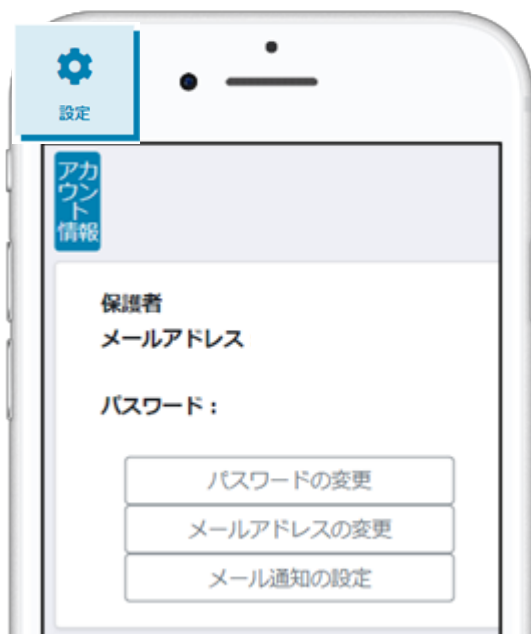 設定
アカ
ウン
ト
情報
保護者
メールアドレス
パスワード：
パスワードの変更
メールアドレスの変更
メール通知の設定